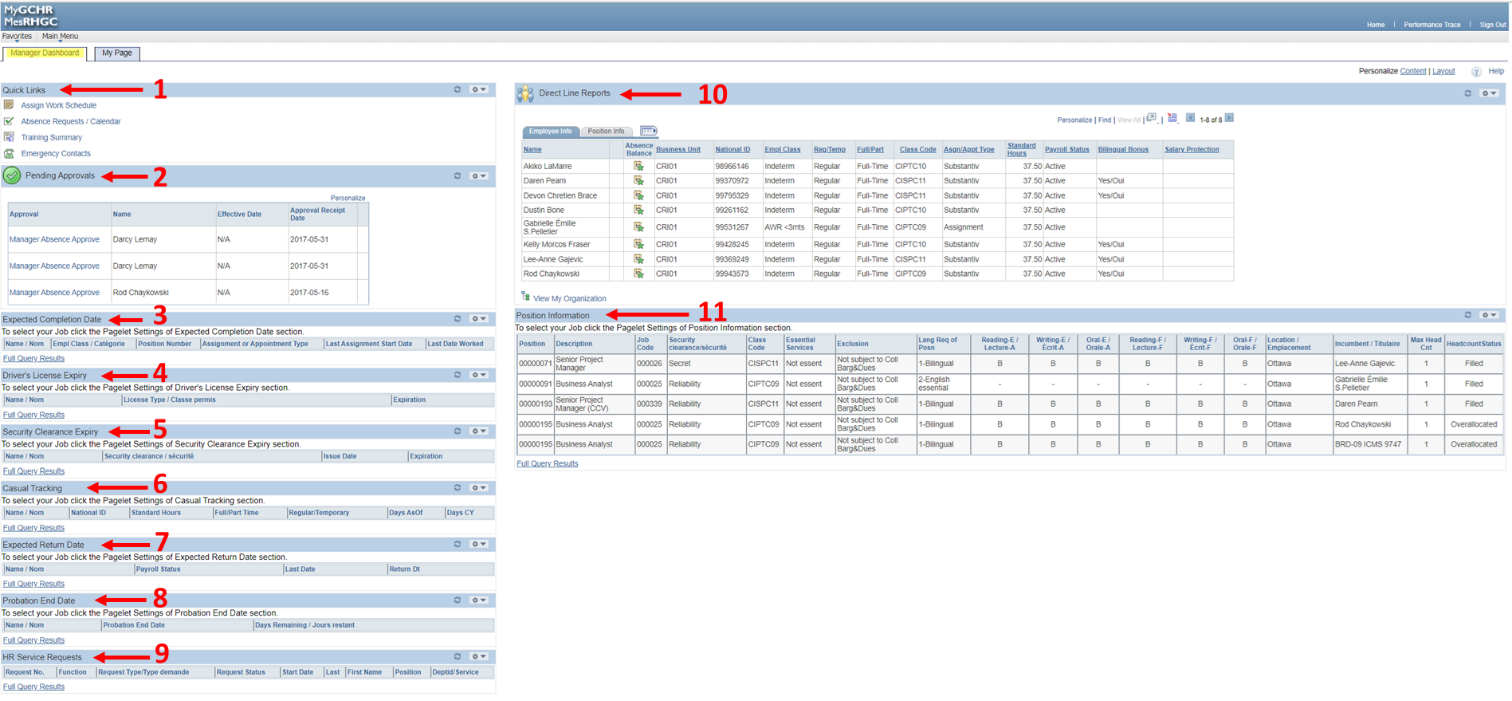 MyGCHR
MesRHGC
Home | Performance Trace | Sign Out
Favorites | Main Menu
Manager Dashboard My Page
Personalize Content | Layout Help
Quick Links 1
Assign Work Schedule
Absence Requests / Calendar
Training Summary
Emergency Contacts
Pending Approvals 2
Personalize
Approval Name Effective Date Approval Receipt Date
Manager Absence Approve Darcy Lemay N/A 2017-05-31
Manager Absence Approve Darcy Lemay N/A 2017-05-31
Manager Absence Approve Rod Chaykowski N/A 2017-05-16
Expected Completion Date 3
To select your Job click the Pagelet Settings of Expected Completion Date section.
Name / Nom Empl Class / Catégorie Position Number Assignment or Appointment Type Last Assignment Start Date Last Date Worked
Full Query Results
Driver's License Expiry 4
To select your Job click the Pagelet Settings of Driver's License Expiry section.
Name / Nom License Type / Classe permis Expiration
Full Query Results
Security Clearance Expiry 5
To select your Job click the Pagelet Settings of Security Clearance Expiry section.
Name / Nom Security clearance / sécurité Issue Date Expiration
Full Query Results
Casual Tracking 6
To select your Job click the Pagelet Settings of Casual Tracking section.
Name / Nom National ID Standard Hours Full/Part Time Regular/Temporary Days AsOf Days CY
Full Query Results
Expected Return Date 7
To select your Job click the Pagelet Settings of Expected Return Date section.
Name / Nom Payroll Status Last Date Return Dt
Full Query Results
Probation End Date 8
To select your Job click the Pagelet Settings of Probation End Date section.
Name / Nom Probation End Date Days Remaining / Jours restant
Full Query Results
HR Service Requests 9
Request No. Function Request Type/Type demande Request Status Start Date Last First Name Position Deptid/Service
Full Query Results
Direct Line Reports 10
Personalize | Find | View All | | 1-8 of 8
Employee Info Position Info
Name Absence Balance Business Unit National ID Empl Class Reg/Temp Full/Part Class Code Asgn/Appt Type Standard Hours Payroll Status Bilingual Bonus Salary Protection
Akiko LaMarre CRI01 98966146 Indeterm Regular Full-Time CIPTC10 Substantiv 37.50 Active
Daren Pearn CRI01 99370972 Indeterm Regular Full-Time CISPC11 Substantiv 37.50 Active Yes/Oui
Devon Chretien Brace CRI01 99795329 Indeterm Regular Full-Time CISPC11 Substantiv 37.50 Active Yes/Oui
Dustin Bone CRI01 99261162 Indeterm Regular Full-Time CIPTC10 Substantiv 37.50 Active
Gabrielle Émilie S.Pelletier CRI01 99531267 AWR <3mts Regular Full-Time CIPTC09 Assignment 37.50 Active
Kelly Morcos Fraser CRI01 99428245 Indeterm Regular Full-Time CIPTC10 Substantiv 37.50 Active Yes/Oui
Lee-Anne Gajevic CRI01 99369249 Indeterm Regular Full-Time CISPC11 Substantiv 37.50 Active Yes/Oui
Rod Chaykowski CRI01 99943573 Indeterm Regular Full-Time CIPTC09 Substantiv 37.50 Active Yes/Oui
View My Organization
Position Information 11
To select your Job click the Pagelet Settings of Position Information section.
Position Description Job Code Security clearance/sécurité Class Code Essential Services Exclusion Lang Req of Posn Reading-E / Lecture-A Writing-E / Écrit-A Oral-E / Orale-A Reading-F / Lecture-F Writing-F / Écrit-F Oral-F / Orale-F Location / Emplacement Incumbent / Titulaire Max Head Cnt HeadcountStatus
00000071 Senior Project Manager 000026 Secret CISPC11 Not essent Not subject to Coll Barg&Dues 1-Bilingual B B B B B B Ottawa Lee-Anne Gajevic 1 Filled
00000091 Business Analyst 000025 Reliability CIPTC09 Not essent Not subject to Coll Barg&Dues 2-English essential - - - - - - Ottawa Gabrielle Émilie S.Pelletier 1 Filled
00000193 Senior Project Manager (CCV) 000339 Reliability CISPC11 Not essent Not subject to Coll Barg&Dues 1-Bilingual B B B B B B Ottawa Daren Pearn 1 Filled
00000195 Business Analyst 000025 Reliability CIPTC09 Not essent Not subject to Coll Barg&Dues 1-Bilingual B B B B B B Ottawa Rod Chaykowski 1 Overallocated
00000195 Business Analyst 000025 Reliability CIPTC09 Not essent Not subject to Coll Barg&Dues 1-Bilingual B B B B B B Ottawa BRD-09 ICMS 9747 1 Overallocated
Full Query Results